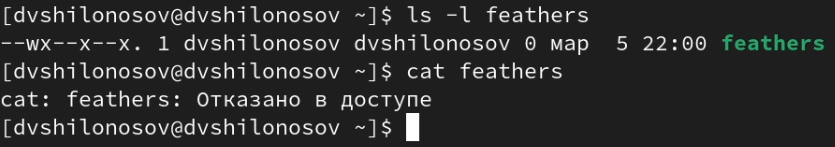 [dvshilonosov@dvshilonosov ~]$ ls -l feathers
--wx--x--x. 1 dvshilonosov dvshilonosov 0 мар  5 22:00 feathers
[dvshilonosov@dvshilonosov ~]$ cat feathers
cat: feathers: Отказано в доступе
[dvshilonosov@dvshilonosov ~]$